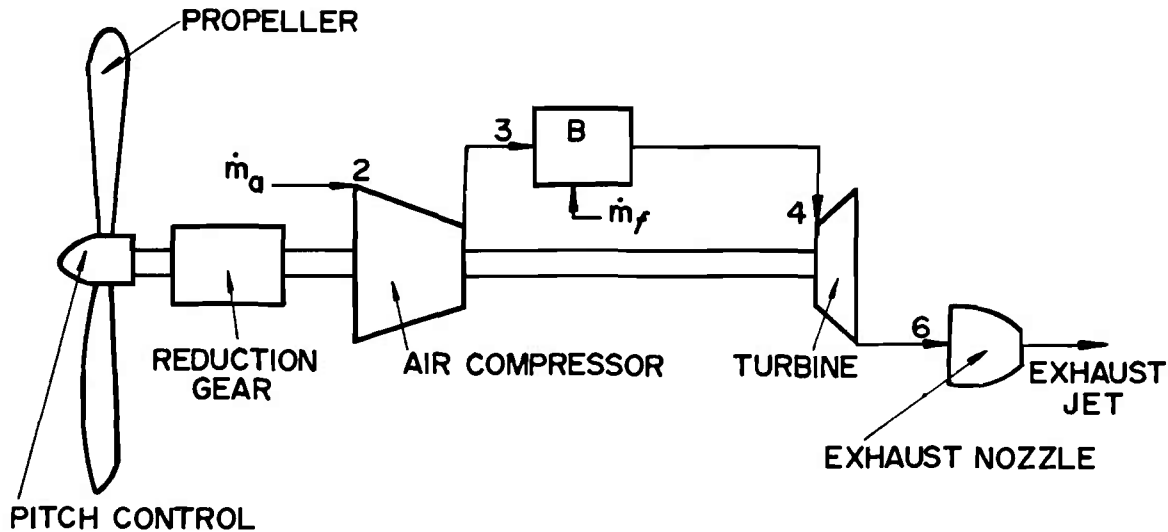 PROPELLER
3
B
ṁa
2
ṁf
4
REDUCTION
GEAR
AIR COMPRESSOR
TURBINE
6
EXHAUST
JET
EXHAUST NOZZLE
PITCH CONTROL